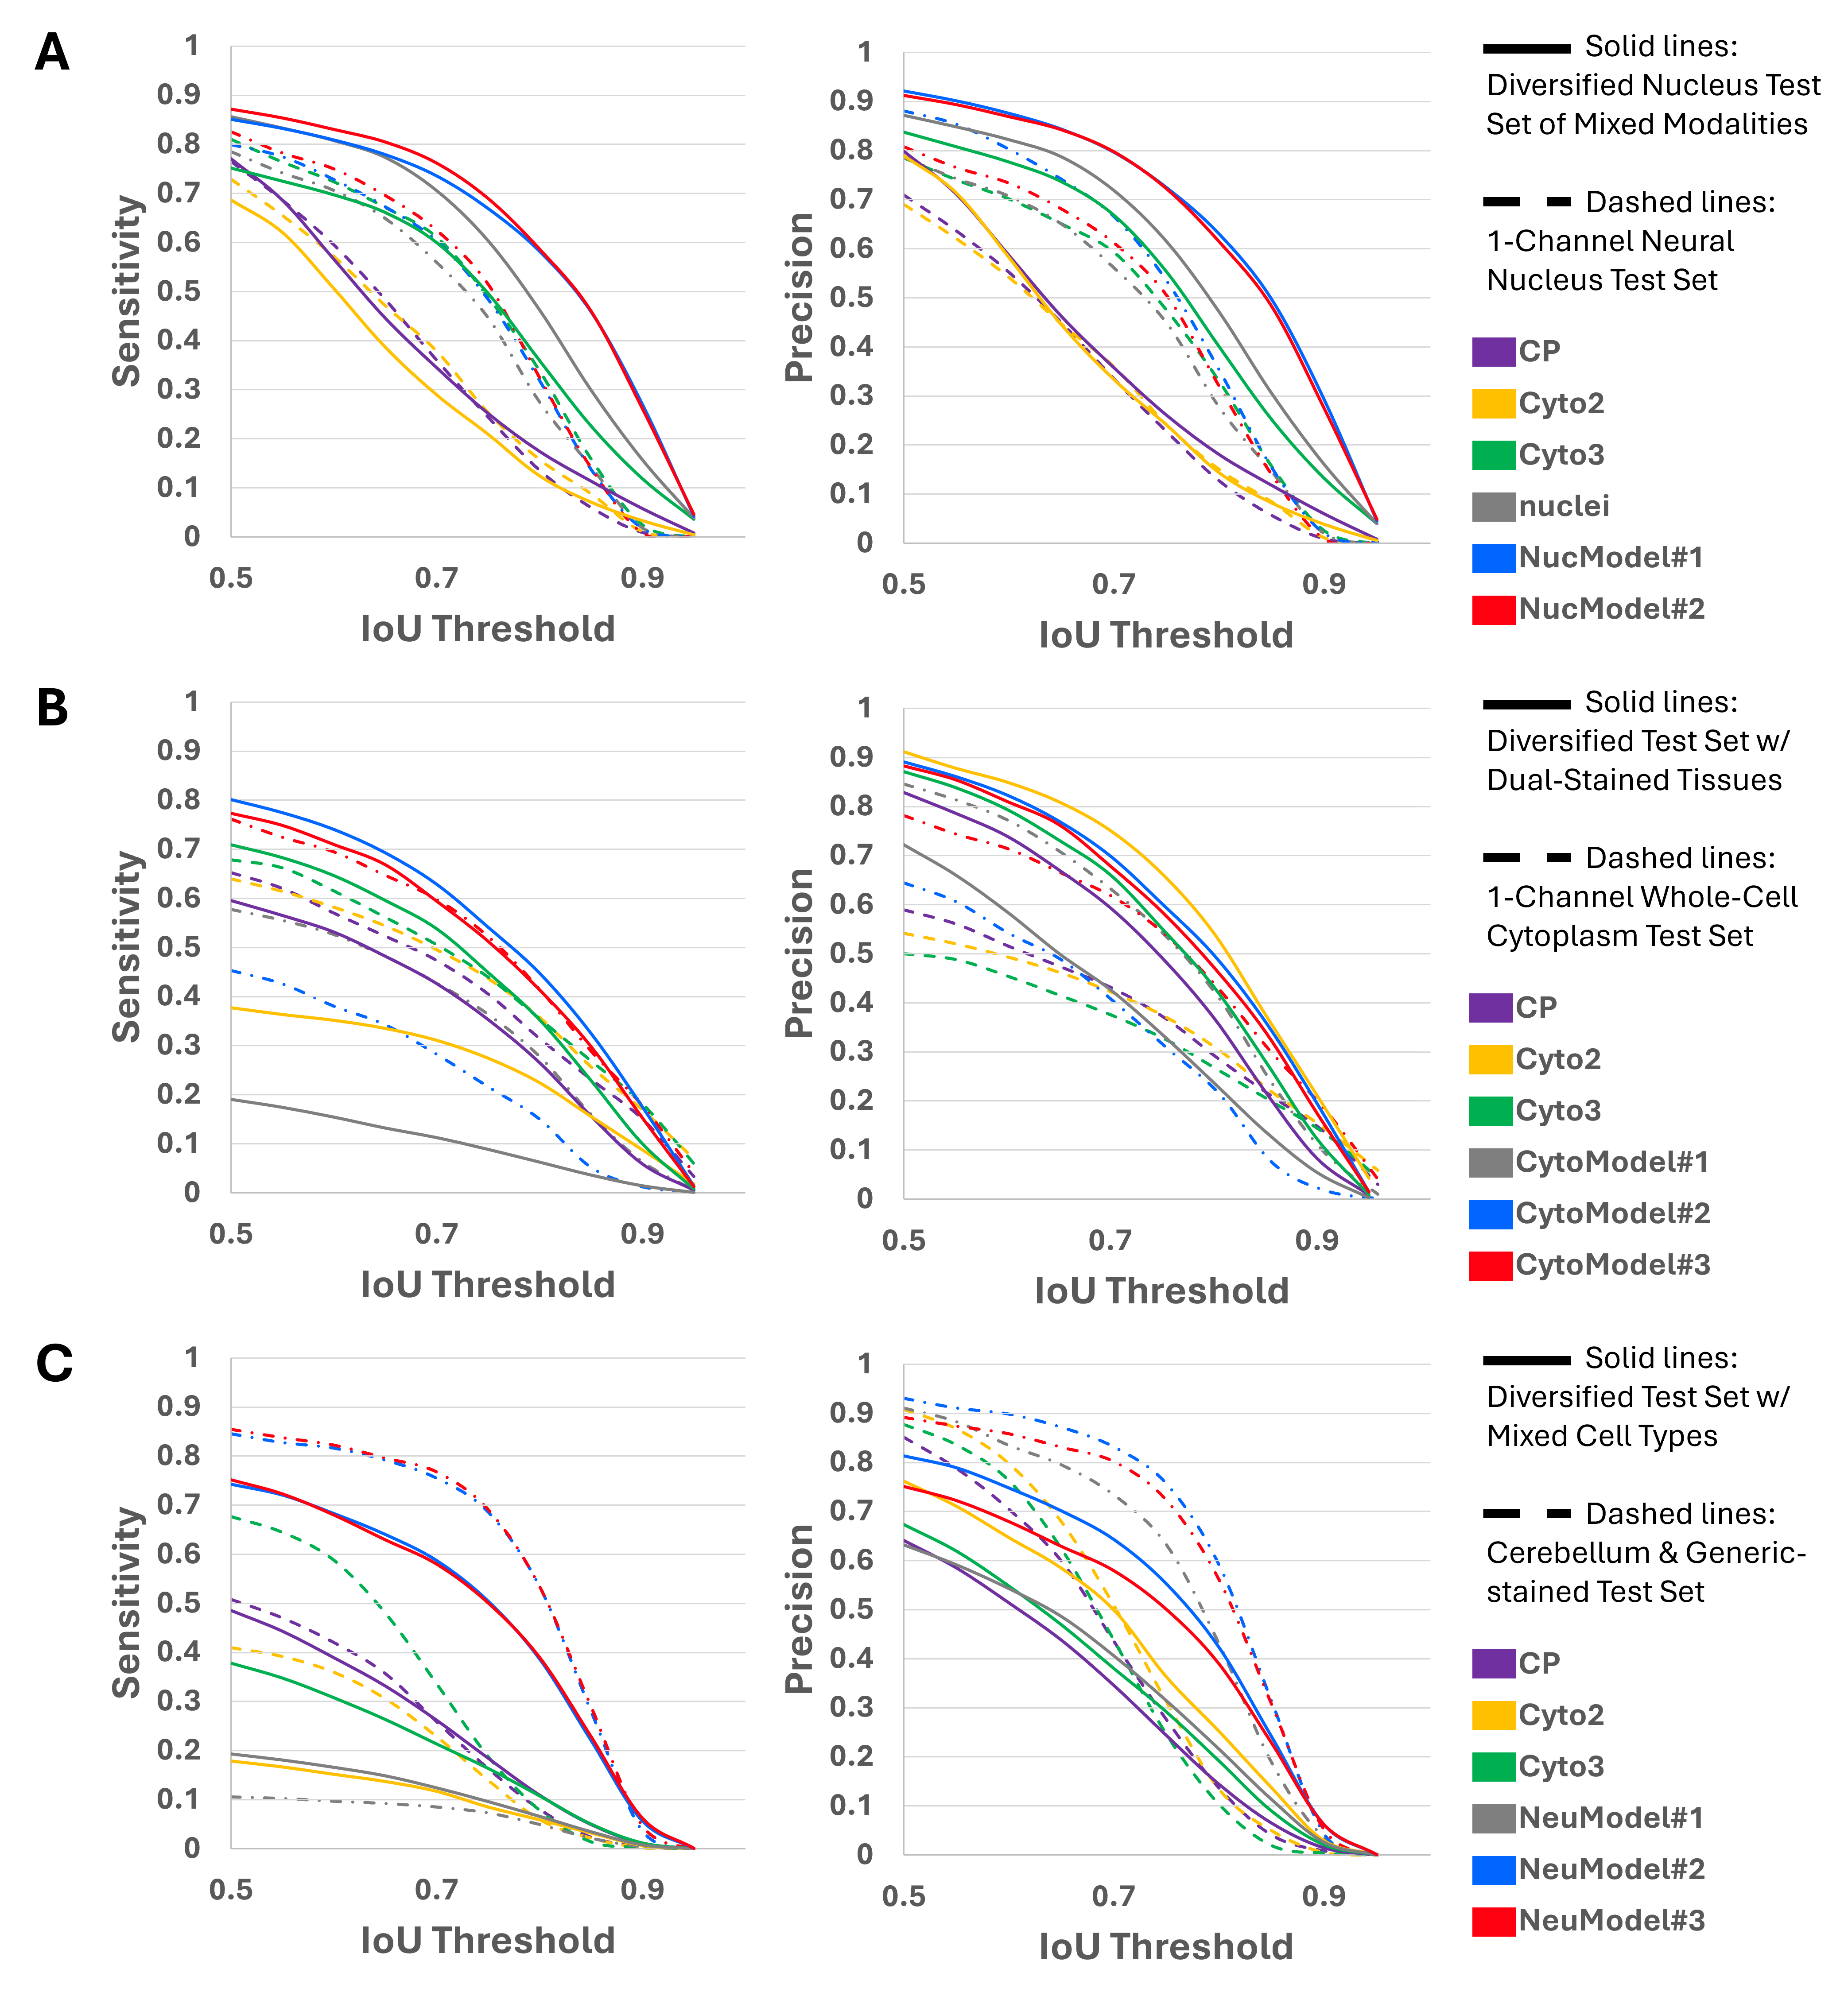 A
1
0.9
0.8
0.7
0.6
0.5
0.4
0.3
0.2
0.1
0
Sensitivity
0.5
0.7
0.9
IoU Threshold
1
0.9
0.8
0.7
0.6
0.5
0.4
0.3
0.2
0.1
0
Precision
0.5
0.7
0.9
IoU Threshold
Solid lines:
Diversified Nucleus Test
Set of Mixed Modalities
Dashed lines:
1-Channel Neural
Nucleus Test Set
CP
Cyto2
Cyto3
nuclei
NucModel#1
NucModel#2
B
1
0.9
0.8
0.7
0.6
0.5
0.4
0.3
0.2
0.1
0
Sensitivity
0.5
0.7
0.9
IoU Threshold
1
0.9
0.8
0.7
0.6
0.5
0.4
0.3
0.2
0.1
0
Precision
0.5
0.7
0.9
IoU Threshold
Solid lines:
Diversified Test Set w/
Dual-Stained Tissues
Dashed lines:
1-Channel Whole-Cell
Cytoplasm Test Set
CP
Cyto2
Cyto3
CytoModel#1
CytoModel#2
CytoModel#3
C
1
0.9
0.8
0.7
0.6
0.5
0.4
0.3
0.2
0.1
0
Sensitivity
0.5
0.7
0.9
IoU Threshold
1
0.9
0.8
0.7
0.6
0.5
0.4
0.3
0.2
0.1
0
Precision
0.5
0.7
0.9
IoU Threshold
Solid lines:
Diversified Test Set w/
Mixed Cell Types
Dashed lines:
Cerebellum & Generic-
stained Test Set
CP
Cyto2
Cyto3
NeuModel#1
NeuModel#2
NeuModel#3